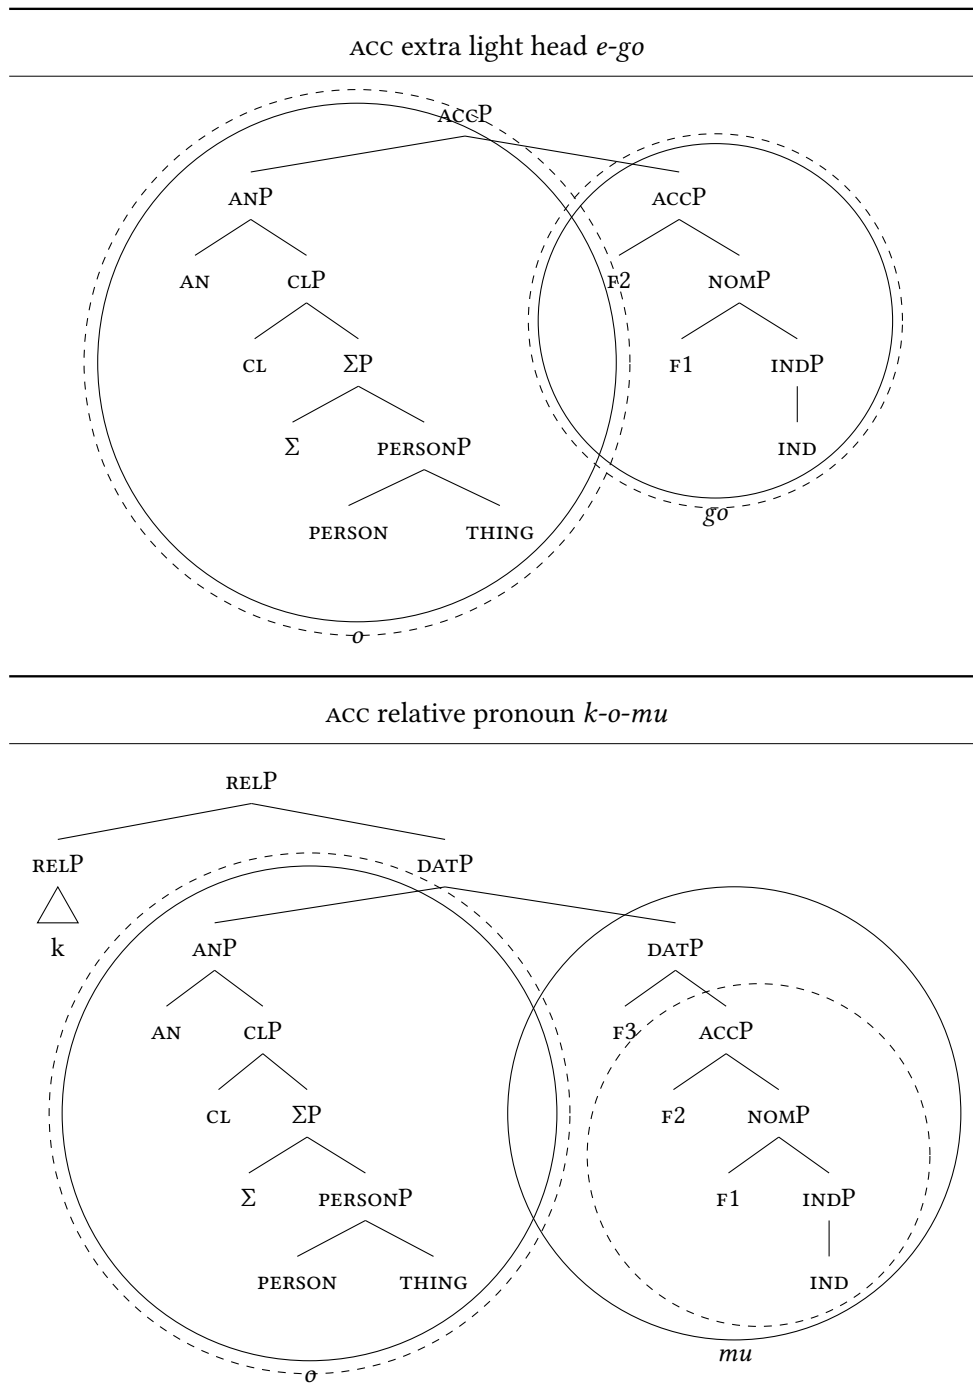 ACC extra light head e-go
ACCP
ANP ACCP
AN CLP F2 NOMP
CL ΣP F1 INDP
Σ PERSONP IND
PERSON THING
go
o
ACC relative pronoun k-o-mu
RELP
RELP DATP
k ANP DATP
AN CLP F3 ACCP
CL ΣP F2 NOMP
Σ PERSONP F1 INDP
PERSON THING IND
mu
o